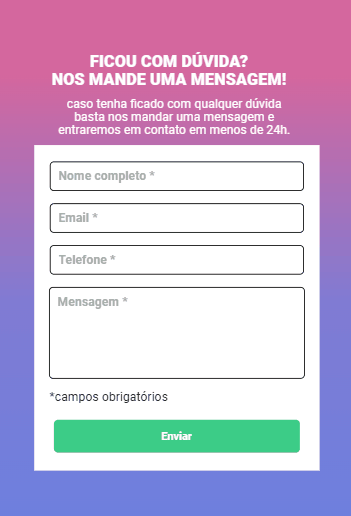 FICOU COM DÚVIDA?
NOS MANDE UMA MENSAGEM!
caso tenha ficado com qualquer dúvida
basta nos mandar uma mensagem e
entraremos em contato em menos de 24h.
Nome completo *
Email *
Telefone *
Mensagem *
*campos obrigatórios
Enviar